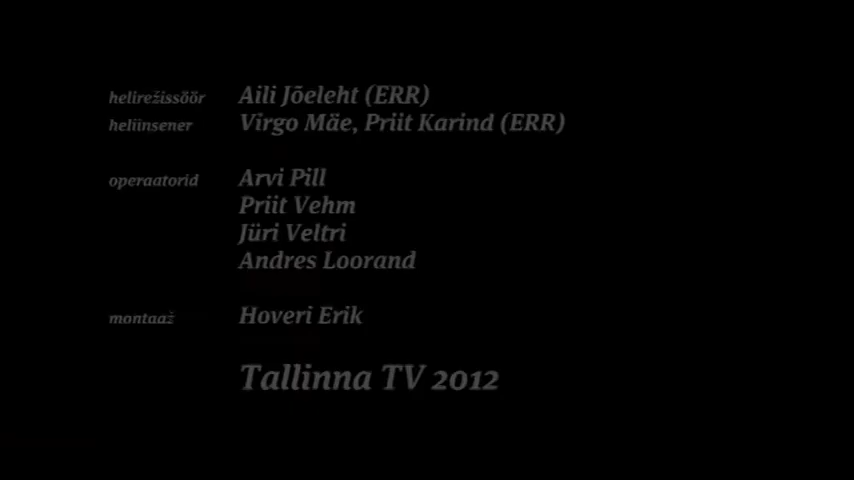 helirežissöör Aili Jõeleht (ERR)
heliinsener Virgo Mäe, Priit Karind (ERR)
operaatorid Arvi Pill
Priit Vehm
Jüri Veltri
Andres Loorand
montaaž Hoveri Erik
Tallinna TV 2012